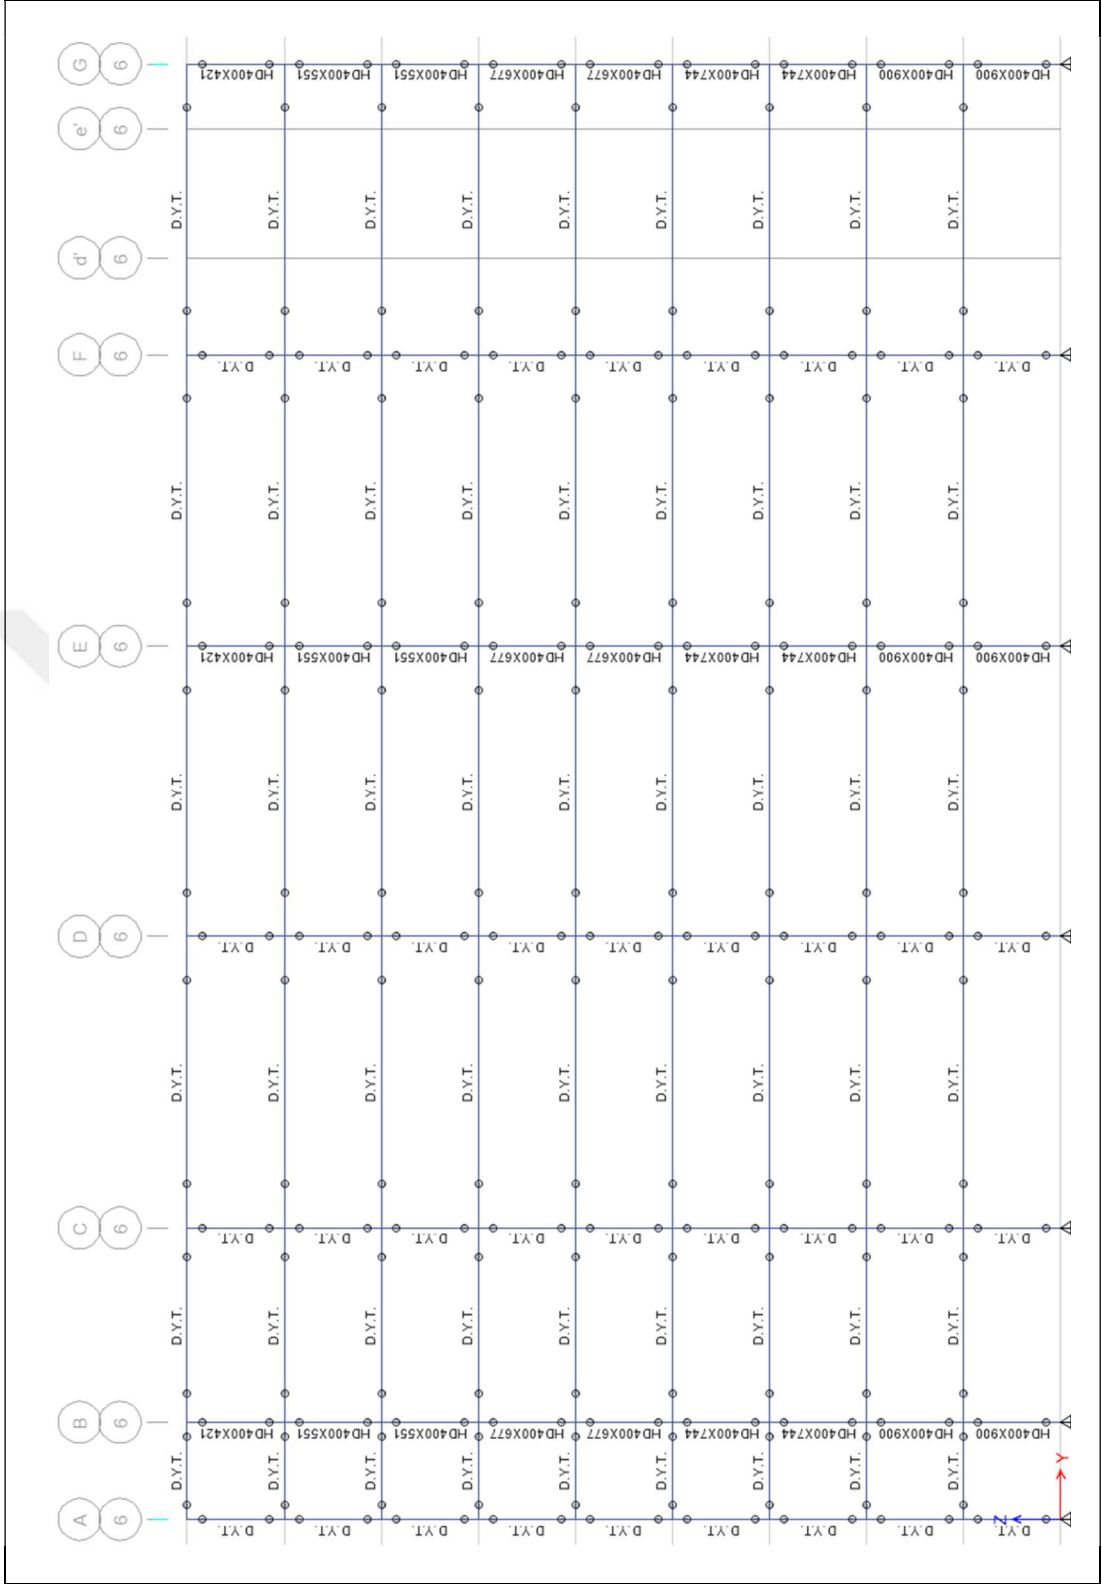 A B C D E F d' e' G
6 6 6 6 6 6 6 6 6
D.Y.T. D.Y.T. D.Y.T. D.Y.T. D.Y.T. D.Y.T.
D.Y.T. HD400X421 D.Y.T. D.Y.T. HD400X421 D.Y.T. HD400X421
D.Y.T. D.Y.T. D.Y.T. D.Y.T. D.Y.T. D.Y.T.
D.Y.T. HD400X551 D.Y.T. D.Y.T. HD400X551 D.Y.T. HD400X551
D.Y.T. D.Y.T. D.Y.T. D.Y.T. D.Y.T. D.Y.T.
D.Y.T. HD400X551 D.Y.T. D.Y.T. HD400X551 D.Y.T. HD400X551
D.Y.T. D.Y.T. D.Y.T. D.Y.T. D.Y.T. D.Y.T.
D.Y.T. HD400X677 D.Y.T. D.Y.T. HD400X677 D.Y.T. HD400X677
D.Y.T. D.Y.T. D.Y.T. D.Y.T. D.Y.T. D.Y.T.
D.Y.T. HD400X677 D.Y.T. D.Y.T. HD400X677 D.Y.T. HD400X677
D.Y.T. D.Y.T. D.Y.T. D.Y.T. D.Y.T. D.Y.T.
D.Y.T. HD400X744 D.Y.T. D.Y.T. HD400X744 D.Y.T. HD400X744
D.Y.T. D.Y.T. D.Y.T. D.Y.T. D.Y.T. D.Y.T.
D.Y.T. HD400X744 D.Y.T. D.Y.T. HD400X744 D.Y.T. HD400X744
D.Y.T. D.Y.T. D.Y.T. D.Y.T. D.Y.T. D.Y.T.
D.Y.T. HD400X900 D.Y.T. D.Y.T. HD400X900 D.Y.T. HD400X900
D.Y.T. D.Y.T. D.Y.T. D.Y.T. D.Y.T. D.Y.T.
D.Y.T. HD400X900 D.Y.T. D.Y.T. HD400X900 D.Y.T. HD400X900
Z
Y